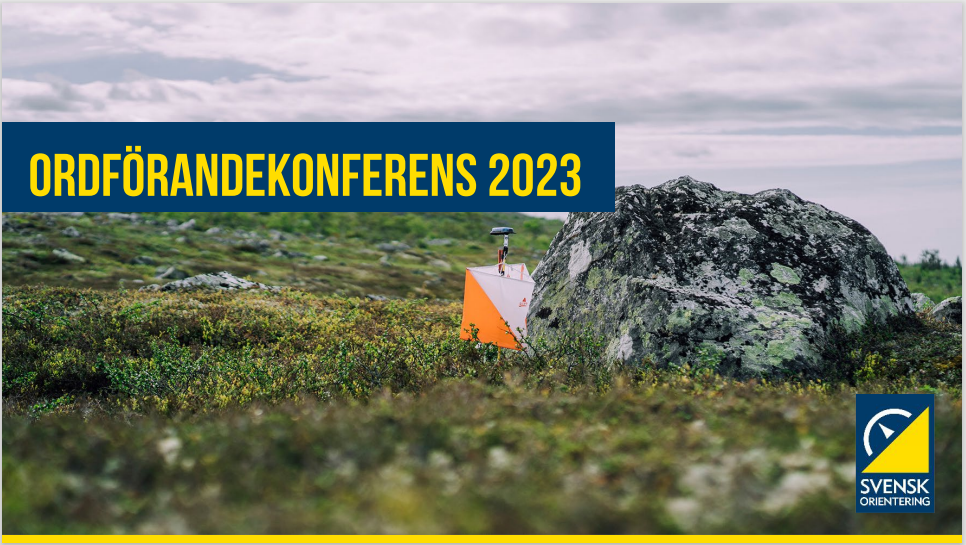 ORDFÖRANDEKONFERENS 2023
SVENSK
ORIENTERING